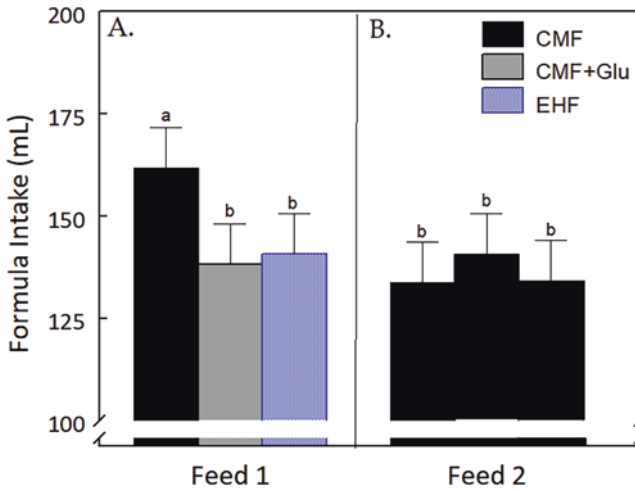 200
175
150
125
100
Formula Intake (mL)
A.
B.
CMF
CMF+Glu
EHF
a
b
b
b
b
b
Feed 1
Feed 2